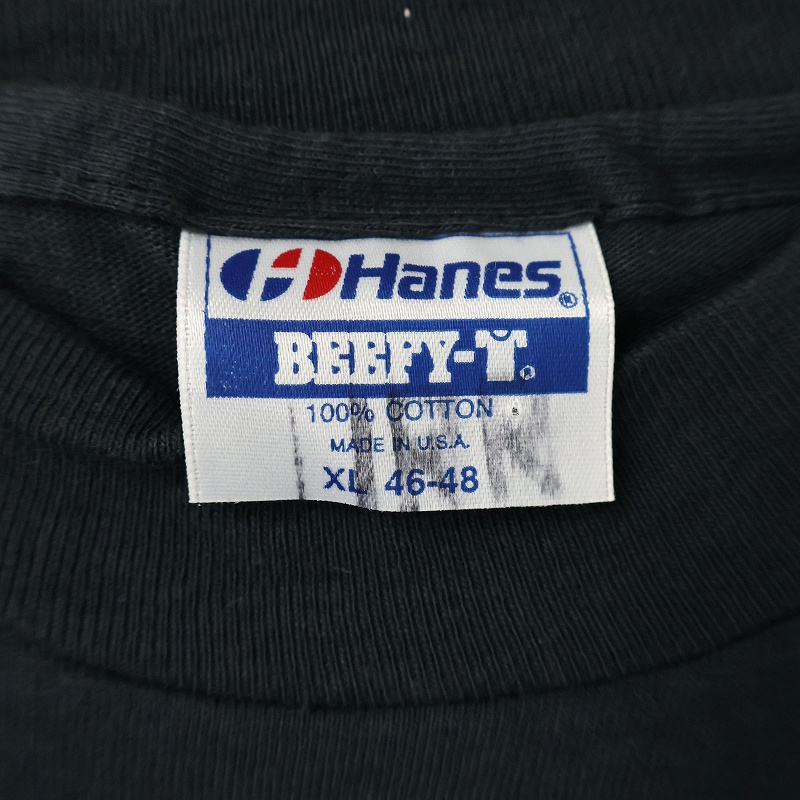 Hanes®
BEEFY-T®
100% COTTON
MADE IN U.S.A.
XL 46-48